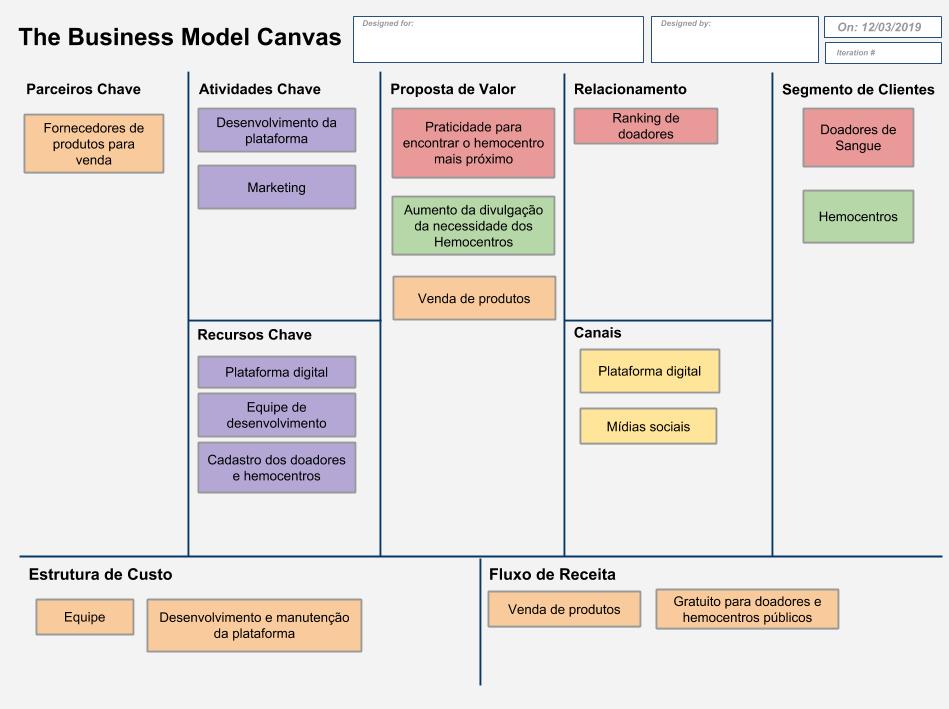 The Business Model Canvas
Designed for:
Designed by:
On: 12/03/2019
Iteration #
Parceiros Chave
Fornecedores de
produtos para
venda
Atividades Chave
Desenvolvimento da
plataforma
Marketing
Recursos Chave
Plataforma digital
Equipe de
desenvolvimento
Cadastro dos doadores
e hemocentros
Proposta de Valor
Praticidade para
encontrar o hemocentro
mais próximo
Aumento da divulgação
da necessidade dos
Hemocentros
Venda de produtos
Relacionamento
Ranking de
doadores
Canais
Plataforma digital
Mídias sociais
Segmento de Clientes
Doadores de
Sangue
Hemocentros
Estrutura de Custo
Equipe
Desenvolvimento e manutenção
da plataforma
Fluxo de Receita
Venda de produtos
Gratuito para doadores e
hemocentros públicos